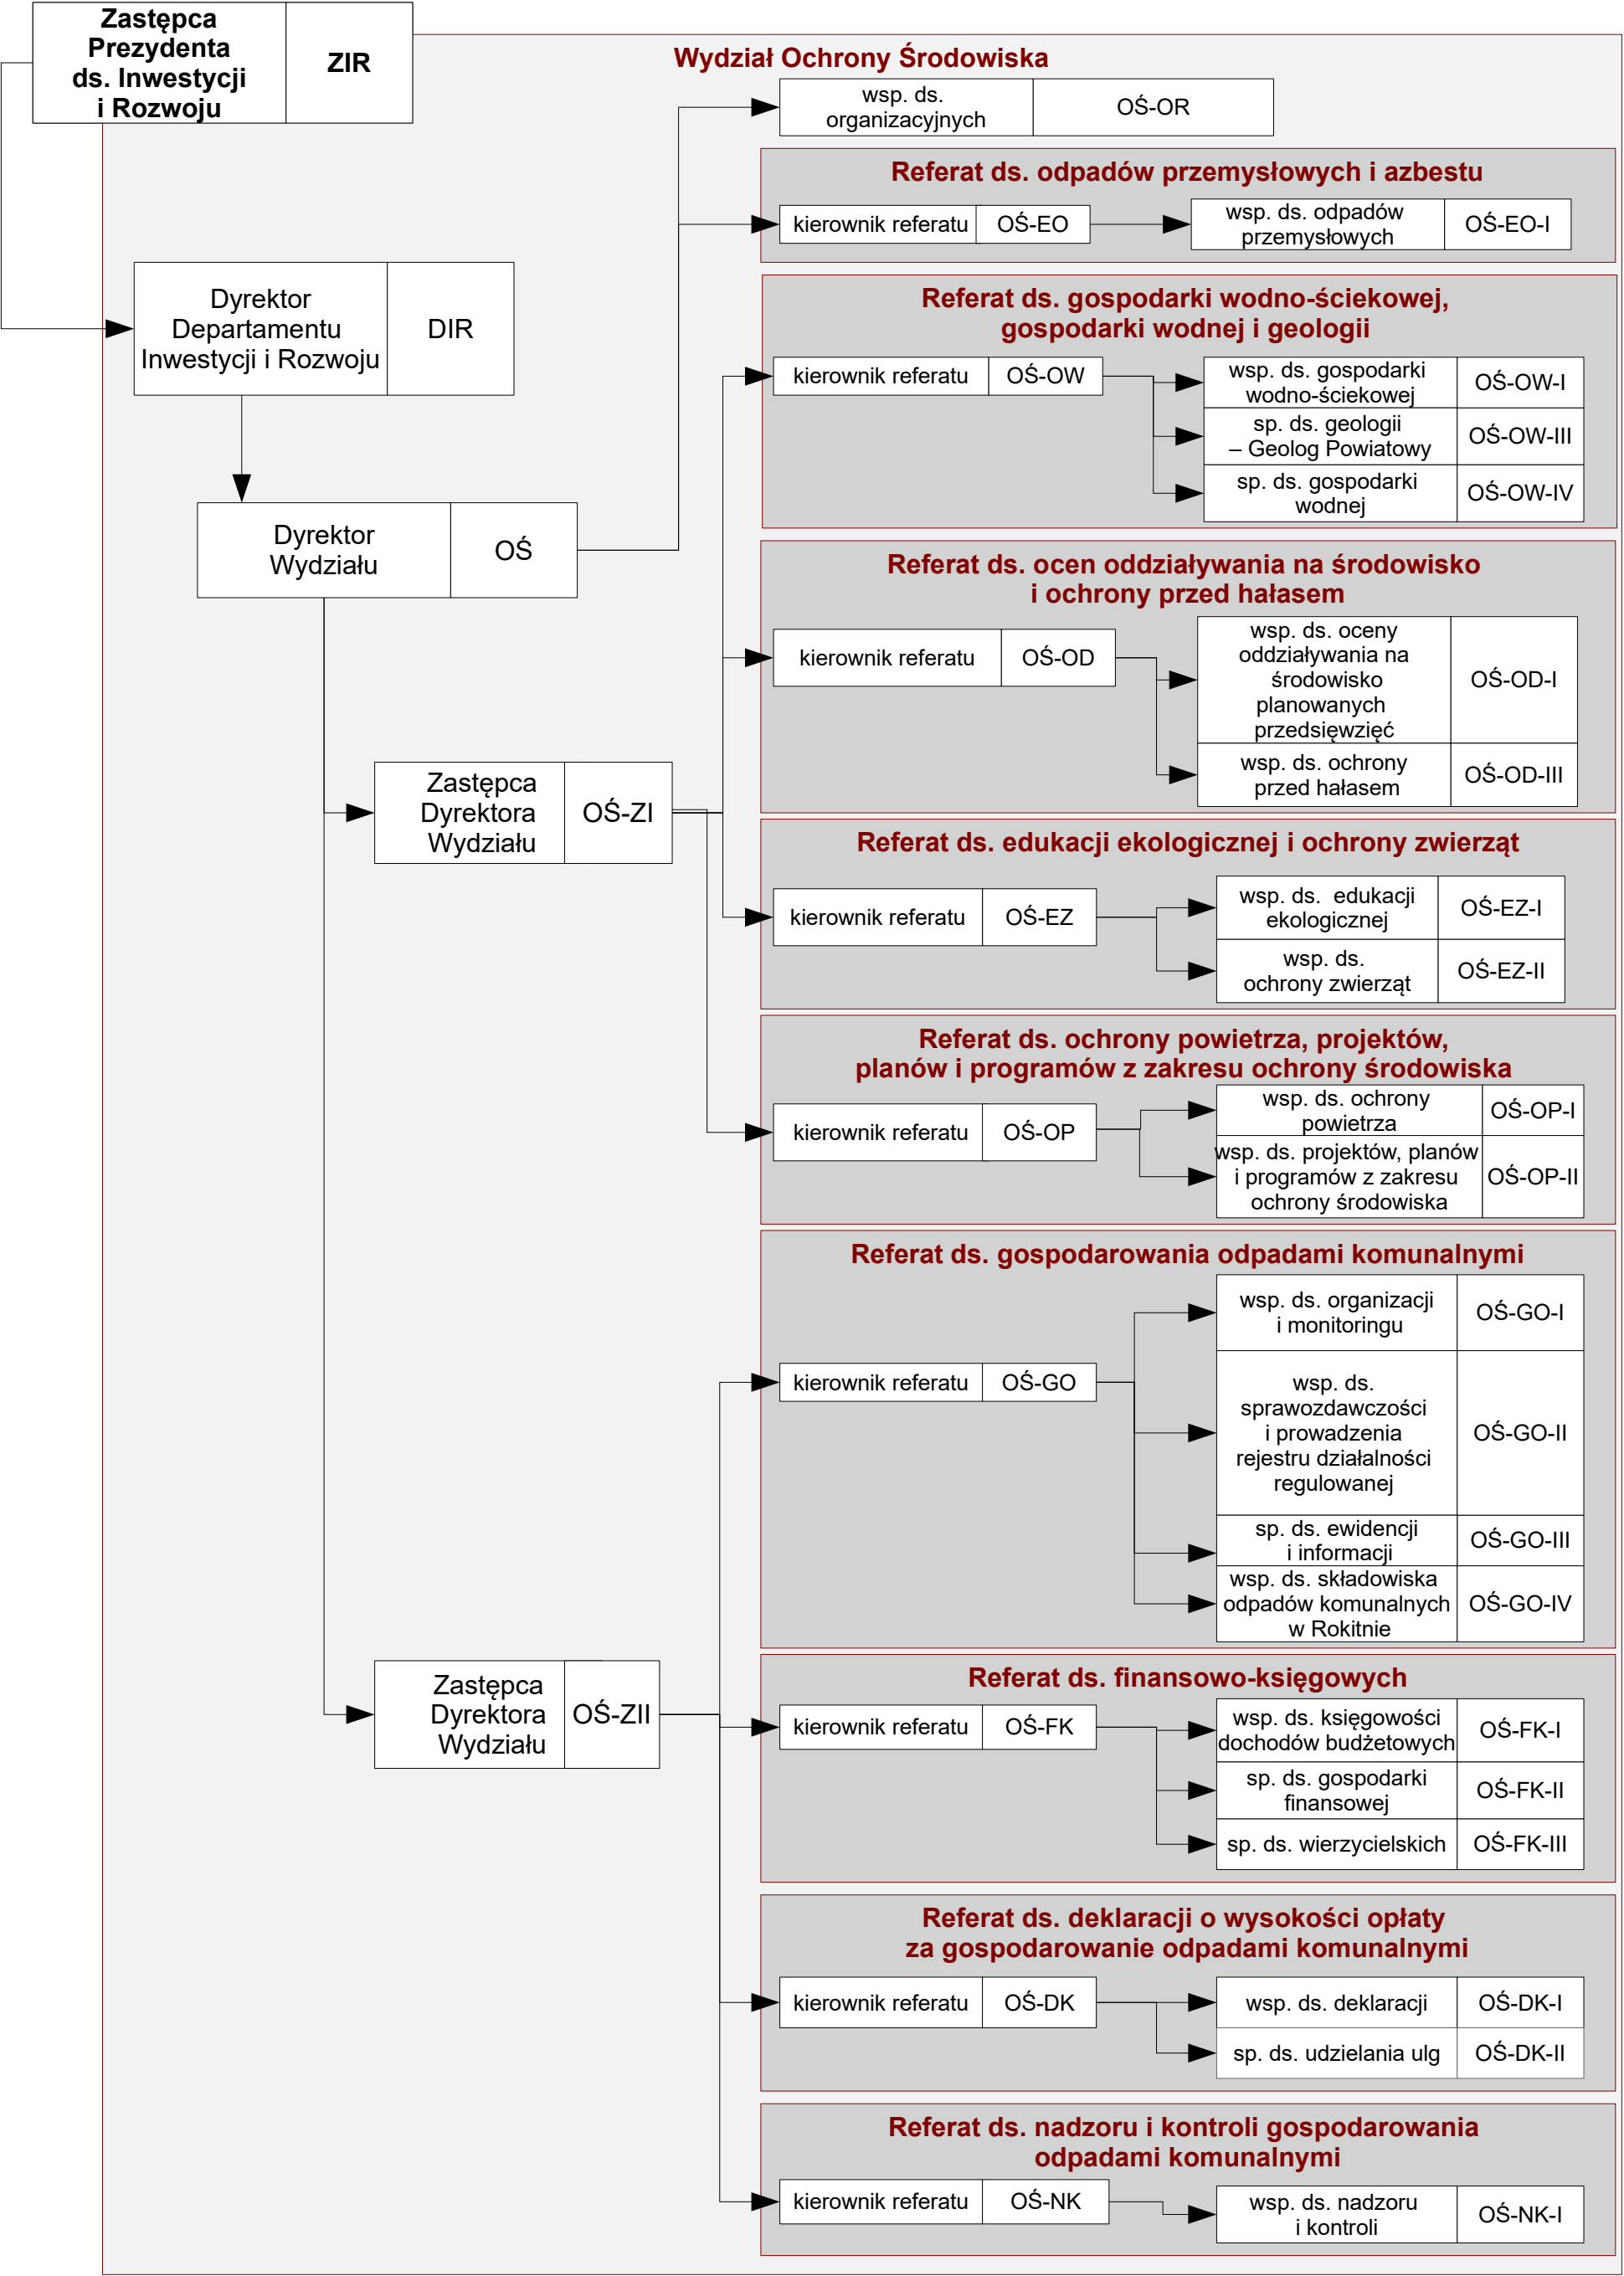 Zastępca
Prezydenta
ds. Inwestycji
i Rozwoju
ZIR
Wydział Ochrony Środowiska
wsp. ds.
organizacyjnych
OŚ-OR
Referat ds. odpadów przemysłowych i azbestu
kierownik referatu
OŚ-EO
wsp. ds. odpadów
przemysłowych
OŚ-EO-I
Dyrektor
Departamentu
Inwestycji i Rozwoju
DIR
Referat ds. gospodarki wodno-ściekowej,
gospodarki wodnej i geologii
kierownik referatu
OŚ-OW
wsp. ds. gospodarki
wodno-ściekowej
OŚ-OW-I
sp. ds. geologii
– Geolog Powiatowy
OŚ-OW-III
sp. ds. gospodarki
wodnej
OŚ-OW-IV
Dyrektor
Wydziału
OŚ
Referat ds. ocen oddziaływania na środowisko
i ochrony przed hałasem
kierownik referatu
OŚ-OD
wsp. ds. oceny
oddziaływania na
środowisko
planowanych
przedsięwzięć
OŚ-OD-I
wsp. ds. ochrony
przed hałasem
OŚ-OD-III
Zastępca
Dyrektora
Wydziału
OŚ-ZI
Referat ds. edukacji ekologicznej i ochrony zwierząt
kierownik referatu
OŚ-EZ
wsp. ds. edukacji
ekologicznej
OŚ-EZ-I
wsp. ds.
ochrony zwierząt
OŚ-EZ-II
Referat ds. ochrony powietrza, projektów,
planów i programów z zakresu ochrony środowiska
kierownik referatu
OŚ-OP
wsp. ds. ochrony
powietrza
OŚ-OP-I
wsp. ds. projektów, planów
i programów z zakresu
ochrony środowiska
OŚ-OP-II
Referat ds. gospodarowania odpadami komunalnymi
kierownik referatu
OŚ-GO
wsp. ds. organizacji
i monitoringu
OŚ-GO-I
wsp. ds.
sprawozdawczości
i prowadzenia
rejestru działalności
regulowanej
OŚ-GO-II
sp. ds. ewidencji
i informacji
OŚ-GO-III
wsp. ds. składowiska
odpadów komunalnych
w Rokitnie
OŚ-GO-IV
Zastępca
Dyrektora
Wydziału
OŚ-ZII
Referat ds. finansowo-księgowych
kierownik referatu
OŚ-FK
wsp. ds. księgowości
dochodów budżetowych
OŚ-FK-I
sp. ds. gospodarki
finansowej
OŚ-FK-II
sp. ds. wierzycielskich
OŚ-FK-III
Referat ds. deklaracji o wysokości opłaty
za gospodarowanie odpadami komunalnymi
kierownik referatu
OŚ-DK
wsp. ds. deklaracji
OŚ-DK-I
sp. ds. udzielania ulg
OŚ-DK-II
Referat ds. nadzoru i kontroli gospodarowania
odpadami komunalnymi
kierownik referatu
OŚ-NK
wsp. ds. nadzoru
i kontroli
OŚ-NK-I